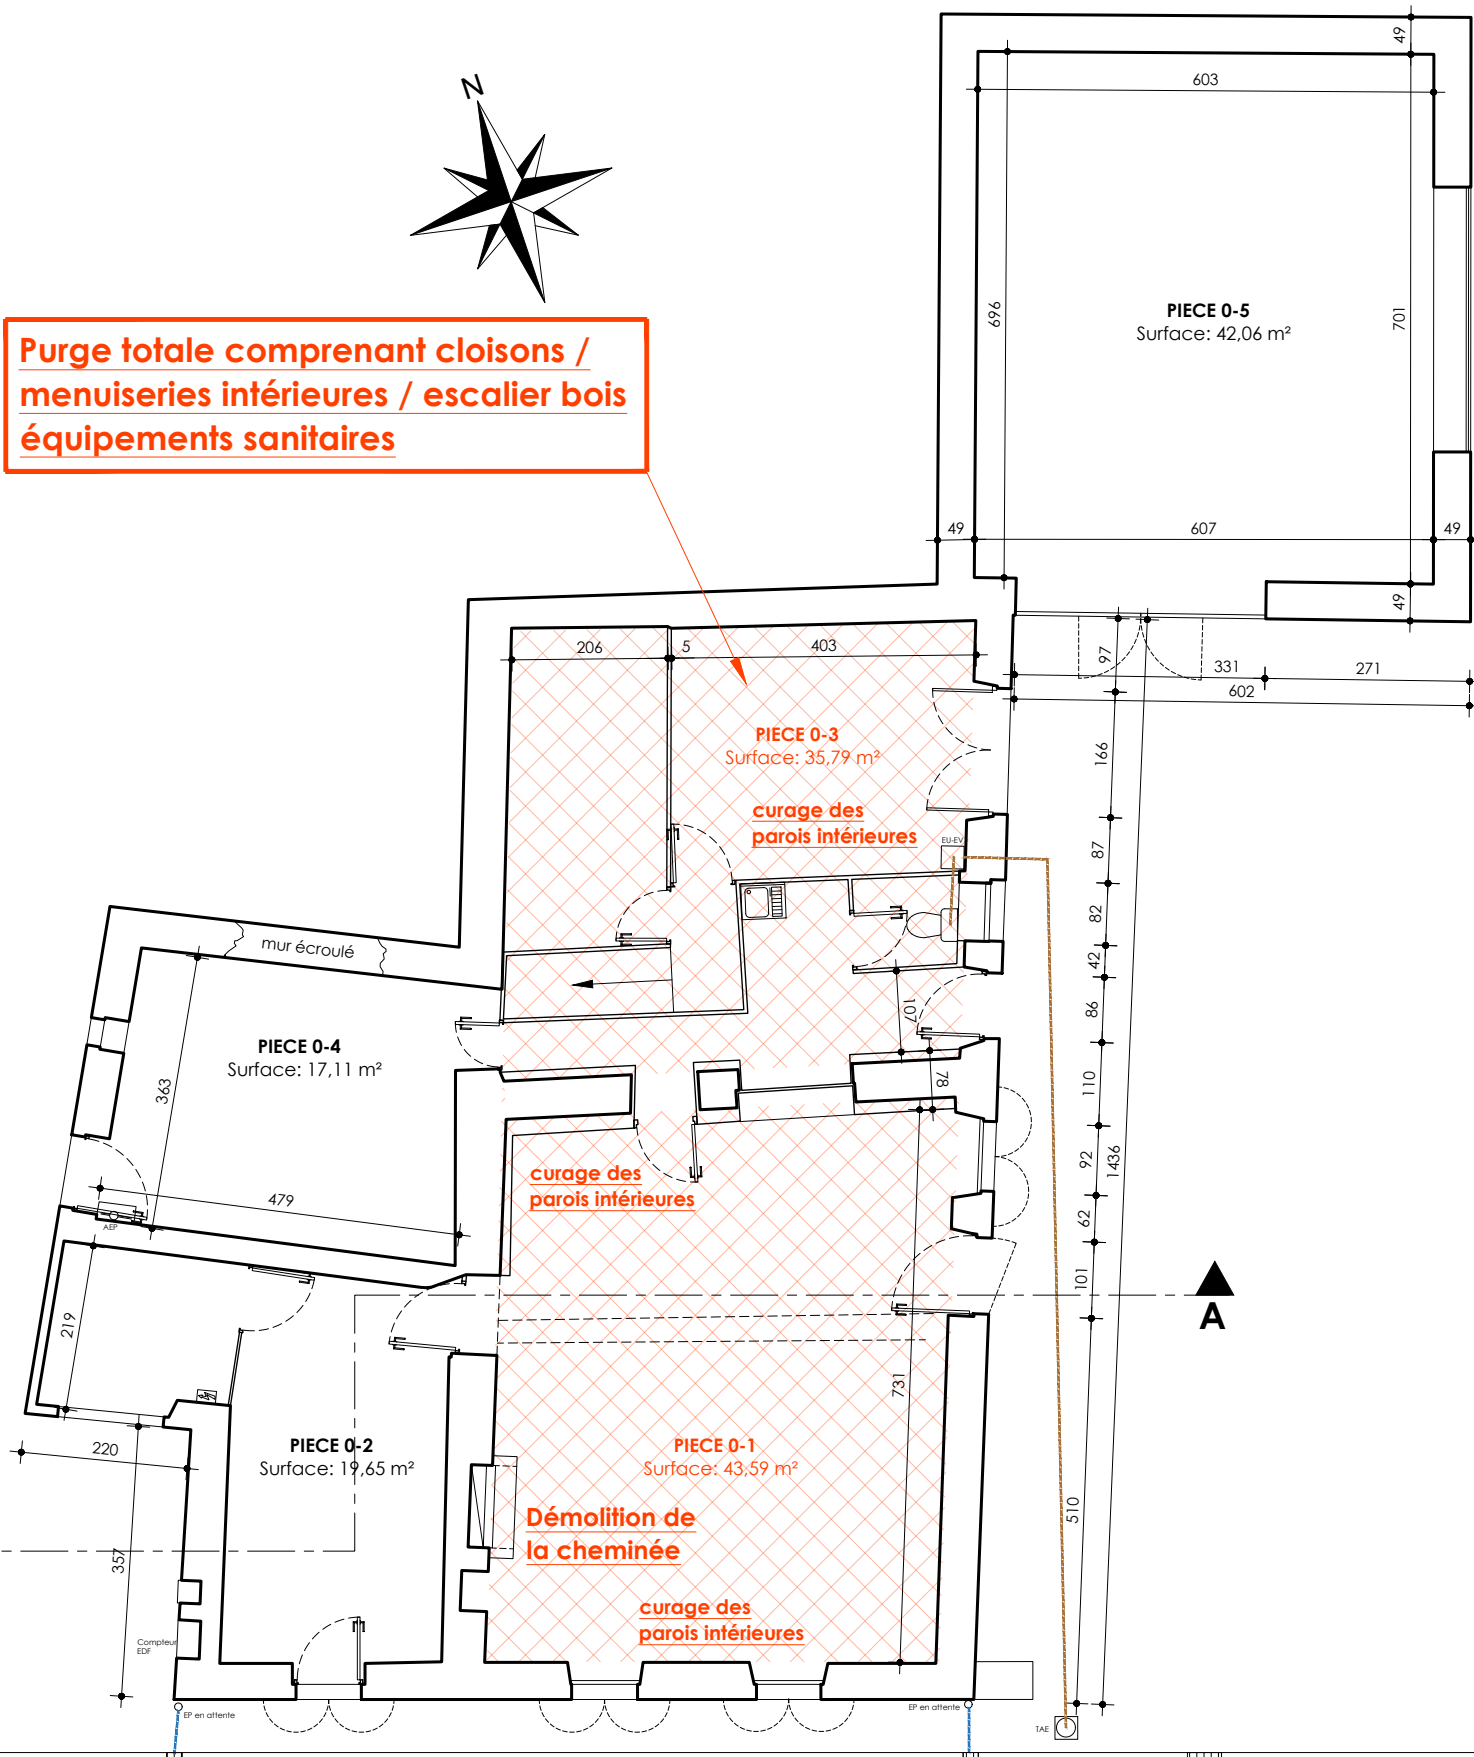 49
603
N
696
701
PIECE 0-5
Surface: 42,06 m²
Purge totale comprenant cloisons /
menuiseries intérieures / escalier bois
équipements sanitaires
49
607
49
49
206
5
403
97
331
271
602
PIECE 0-3
Surface: 35,79 m²
166
curage des
parois intérieures
EU-EV
87
82
mur écroulé
42
107
86
PIECE 0-4
Surface: 17,11 m²
363
78
110
92
1436
curage des
parois intérieures
479
AEP
62
101
219
A
731
220
PIECE 0-2
Surface: 19,65 m²
PIECE 0-1
Surface: 43,59 m²
Démolition de
la cheminée
510
357
curage des
parois intérieures
Compteur
EDF
EP en attente
EP en attente
TAE